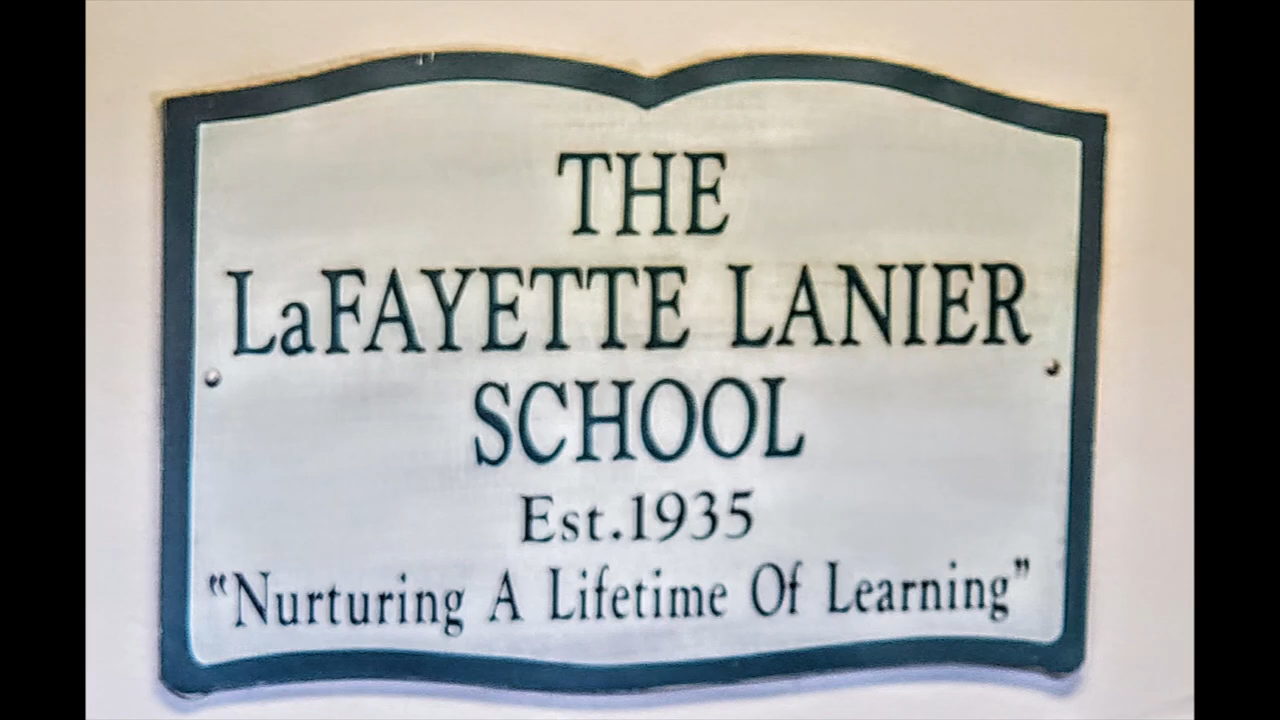 THE
LaFAYETTE LANIER
SCHOOL
Est.1935
"Nurturing A Lifetime Of Learning"